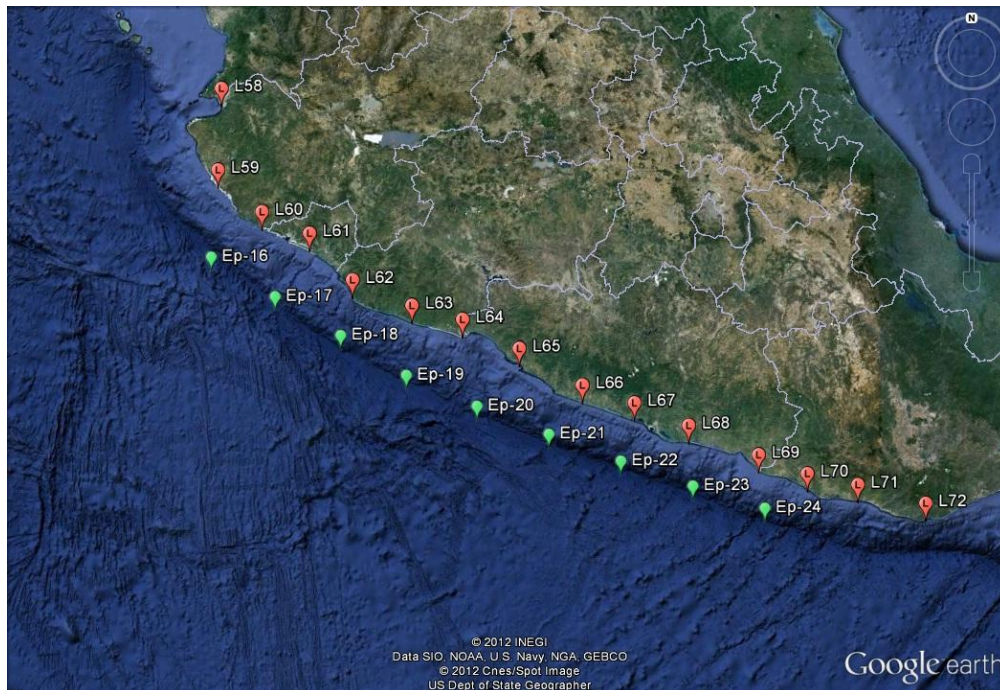 N
L58
L59
L60
L61
Ep-16
L62
Ep-17
L63
L64
Ep-18
L65
Ep-19
L66
Ep-20
L67
L68
Ep-21
L69
Ep-22
L70
Ep-23
L71
Ep-24
L72
© 2012 INEGI
Data SIO, NOAA, U.S. Navy, NGA, GEBCO
© 2012 Cnes/Spot Image
US Dept of State Geographer
Google earth